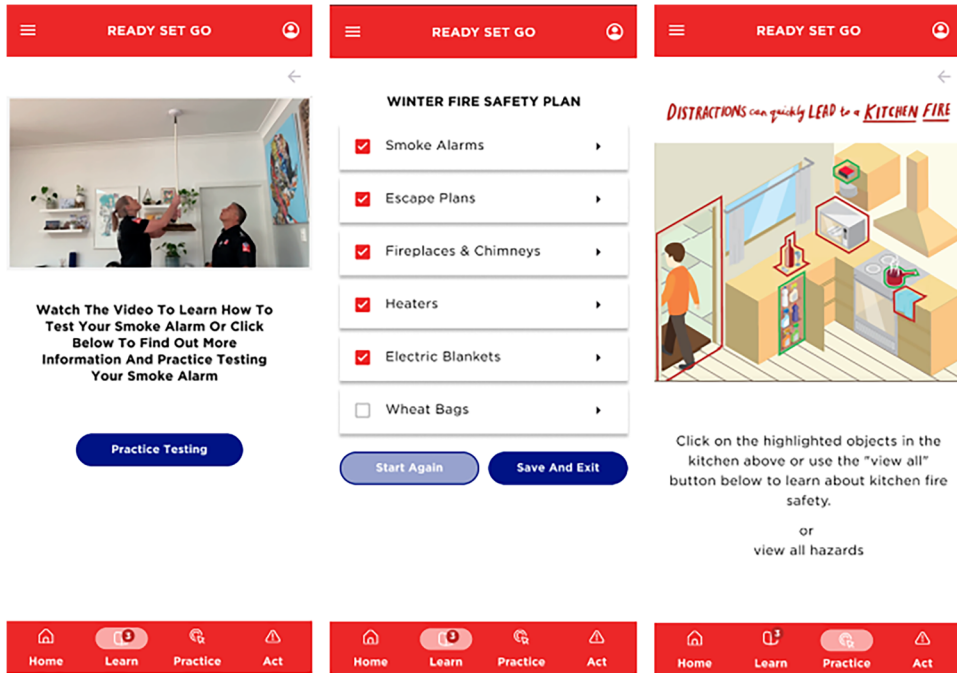 READY SET GO
Watch The Video To Learn How To
Test Your Smoke Alarm Or Click
Below To Find Out More
Information And Practice Testing
Your Smoke Alarm
Practice Testing
3
Home
Learn
Practice
Act
READY SET GO
WINTER FIRE SAFETY PLAN
Smoke Alarms
Escape Plans
Fireplaces & Chimneys
Heaters
Electric Blankets
Wheat Bags
Start Again
Save And Exit
3
Home
Learn
Practice
Act
READY SET GO
DISTRACTIONS can quickly LEAD to a KITCHEN FIRE
Click on the highlighted objects in the
kitchen above or use the "view all"
button below to learn about kitchen fire
safety.
or
view all hazards
3
Home
Learn
Practice
Act